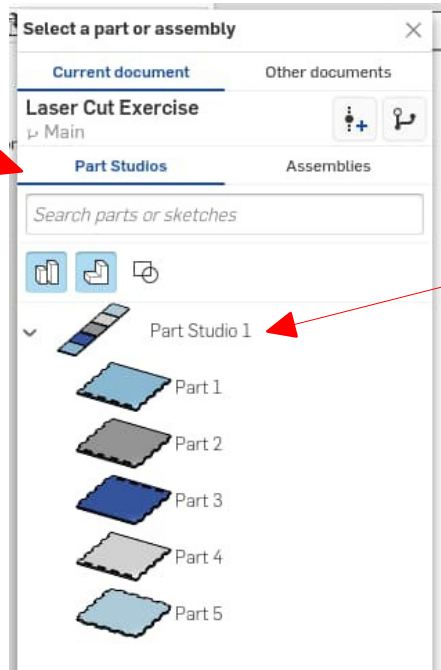 Select a part or assembly
Current document Other documents
Laser Cut Exercise
Main
Part Studios Assemblies
Search parts or sketches
Part Studio 1
Part 1
Part 2
Part 3
Part 4
Part 5